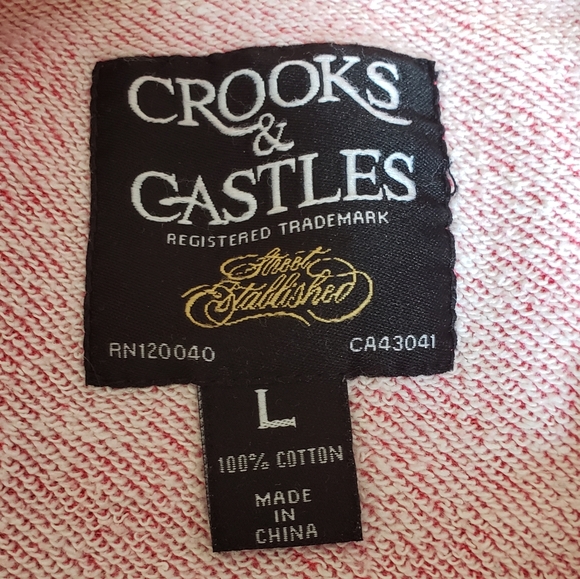 CROOKS
&
CASTLES
REGISTERED TRADEMARK
Street
Established
RN120040 CA43041
L
100% COTTON
MADE
IN
CHINA